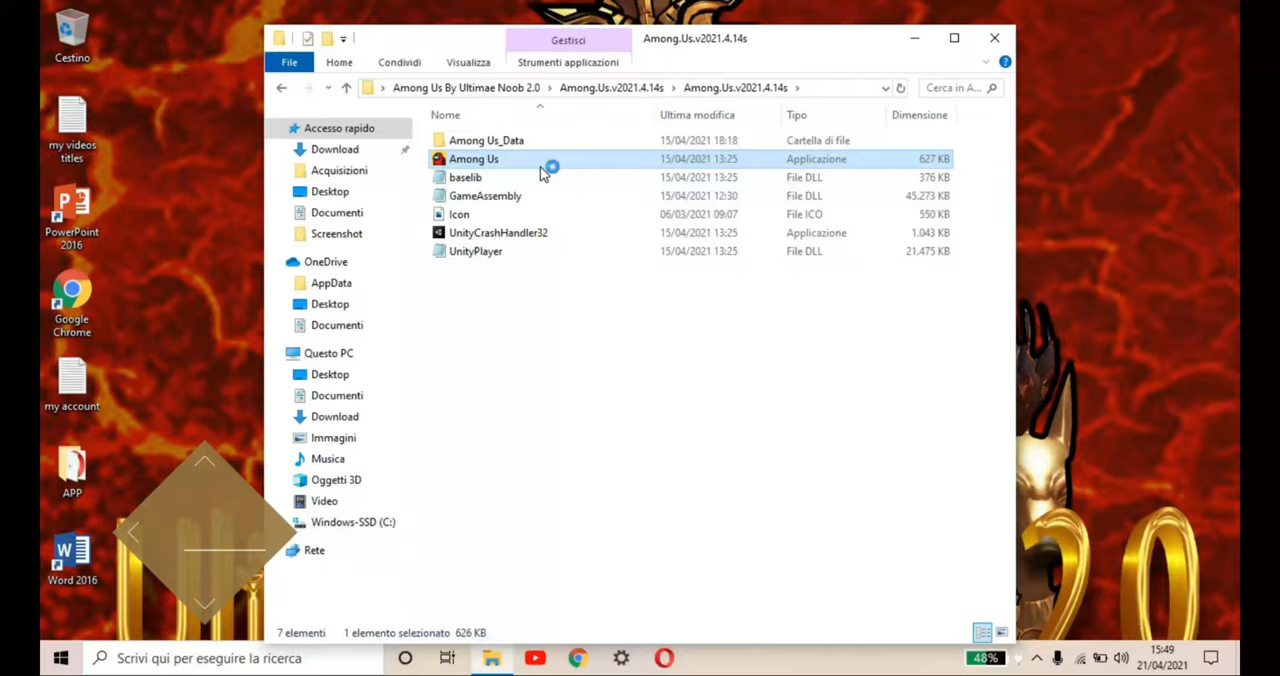 Cestino
my videos
titles
PowerPoint
2016
Google
Chrome
my account
APP
Word 2016
Gestisci
Among.Us.v2021.4.14s
File
Home
Condividi
Visualizza
Strumenti applicazioni
Among Us By Ultimae Noob 2.0 > Among.Us.v2021.4.14s > Among.Us.v2021.4.14s >
Cerca in A...
Accesso rapido
Download
Acquisizioni
Desktop
Documenti
Screenshot
OneDrive
AppData
Desktop
Documenti
Questo PC
Desktop
Documenti
Download
Immagini
Musica
Oggetti 3D
Video
Windows-SSD (C:)
Rete
Nome Ultima modifica Tipo Dimensione
Among Us_Data 15/04/2021 18:18 Cartella di file
Among Us 15/04/2021 13:25 Applicazione 627 KB
baselib 15/04/2021 13:25 File DLL 376 KB
GameAssembly 15/04/2021 12:30 File DLL 45.273 KB
Icon 06/03/2021 09:07 File ICO 550 KB
UnityCrashHandler32 15/04/2021 13:25 Applicazione 1.043 KB
UnityPlayer 15/04/2021 13:25 File DLL 21.475 KB
7 elementi 1 elemento selezionato 626 KB
Scrivi qui per eseguire la ricerca
48%
15:49
21/04/2021
20